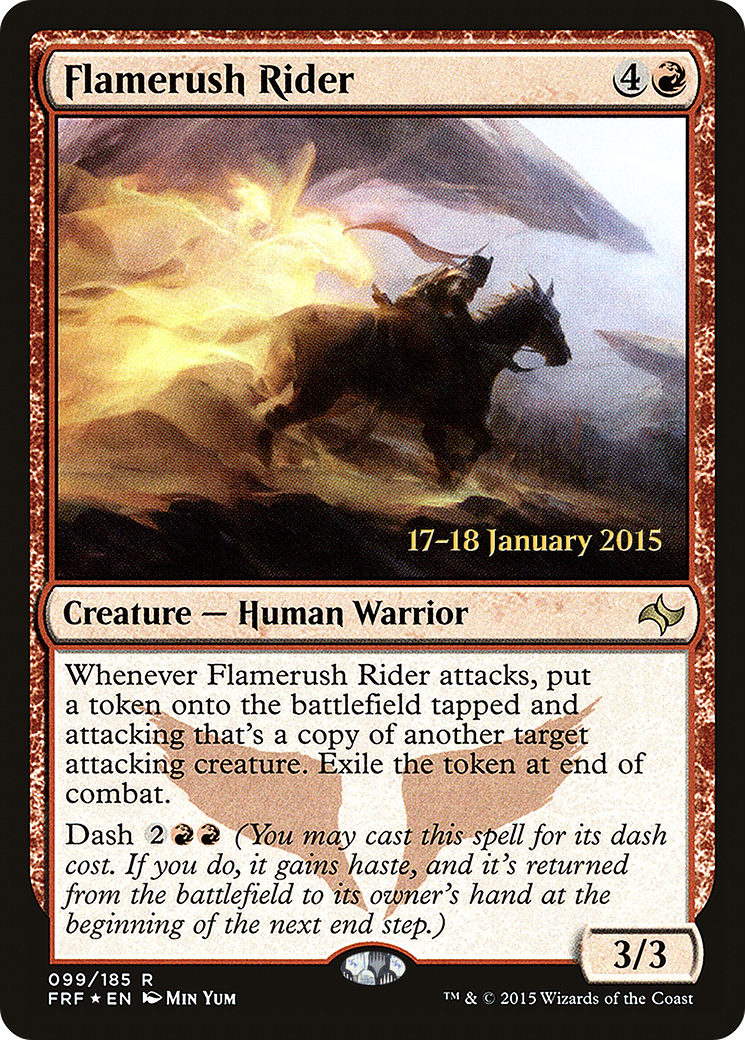 Flamerush Rider 4
17–18 January 2015
Creature — Human Warrior
Whenever Flamerush Rider attacks, put
a token onto the battlefield tapped and
attacking that's a copy of another target
attacking creature. Exile the token at end of
combat.
Dash 2 (You may cast this spell for its dash
cost. If you do, it gains haste, and it's returned
from the battlefield to its owner's hand at the
beginning of the next end step.)
3/3
099/185 R
FRF ★ EN Min Yum
™ & © 2015 Wizards of the Coast